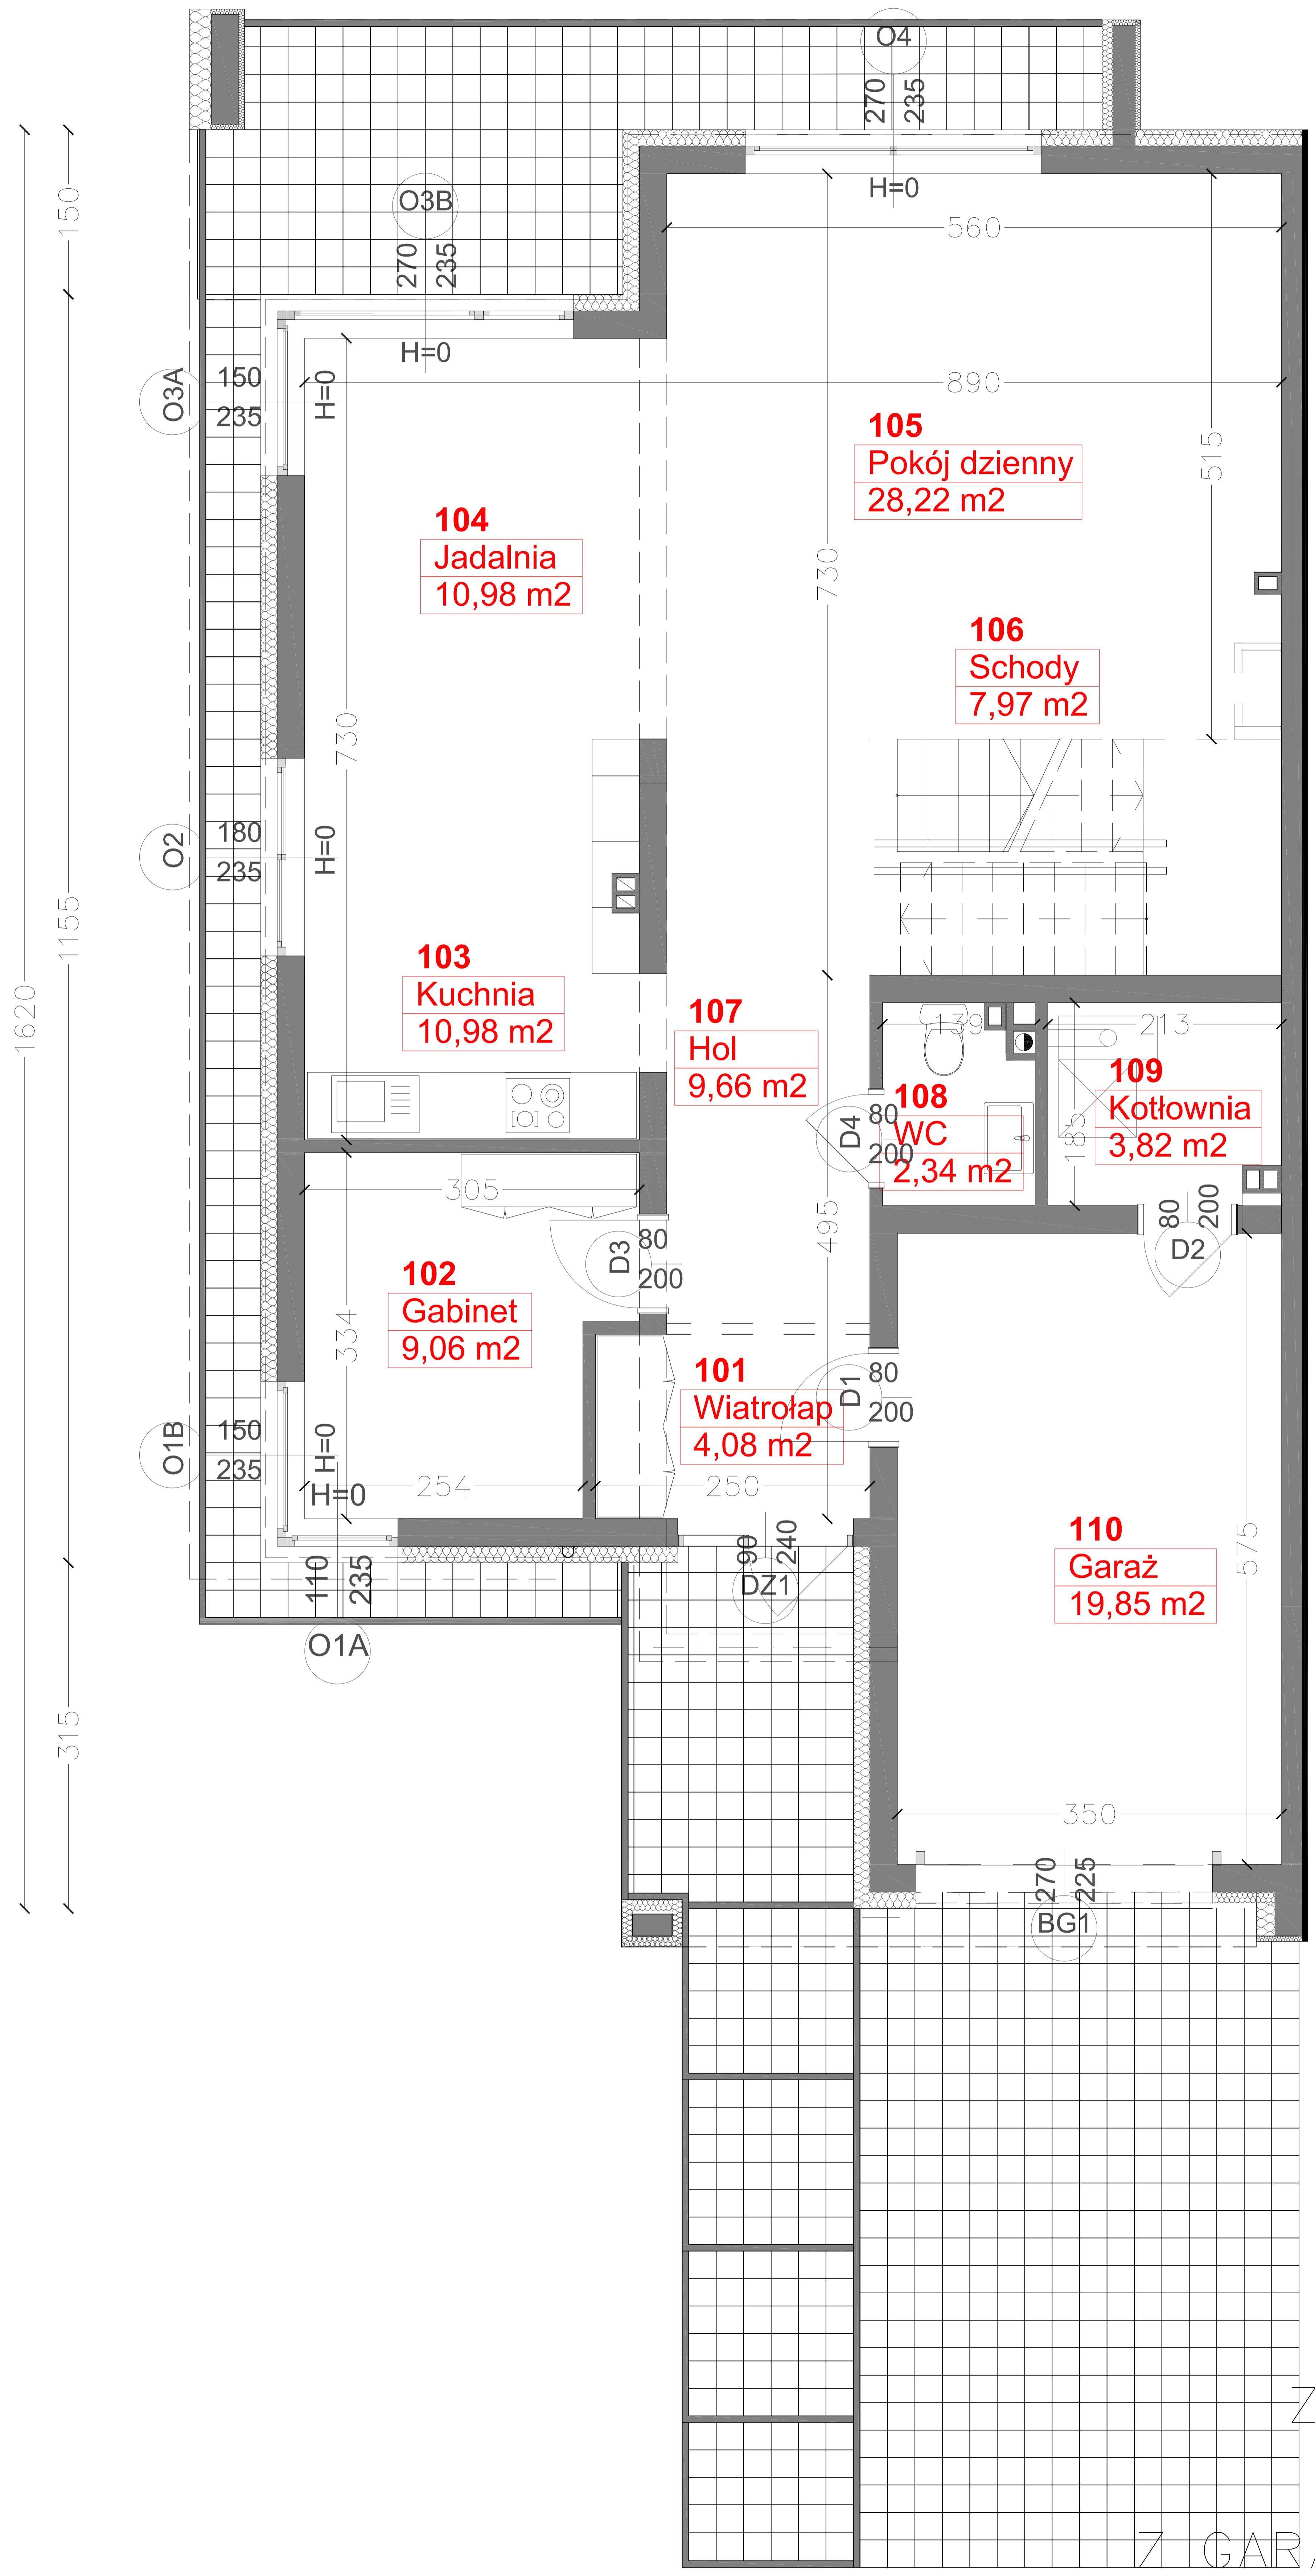 O4
270
235
H=0
150
560
O3B
270
235
H=0
O3A
150
235
H=0
890
105
Pokój dzienny
28,22 m2
515
104
Jadalnia
10,98 m2
730
106
Schody
7,97 m2
730
O2
180
235
H=0
1155
1620
103
Kuchnia
10,98 m2
107
Hol
9,66 m2
139
213
109
Kotłownia
3,82 m2
185
108
WC
2,34 m2
D4
80
200
305
D3
80
200
495
80
200
D2
102
Gabinet
9,06 m2
334
101
Wiatrołap
4,08 m2
D1
80
200
O1B
150
235
H=0
H=0
254
250
110
235
O1A
90
240
DZ1
110
Garaż
19,85 m2
575
315
350
270
225
BG1
Z
Z GAR